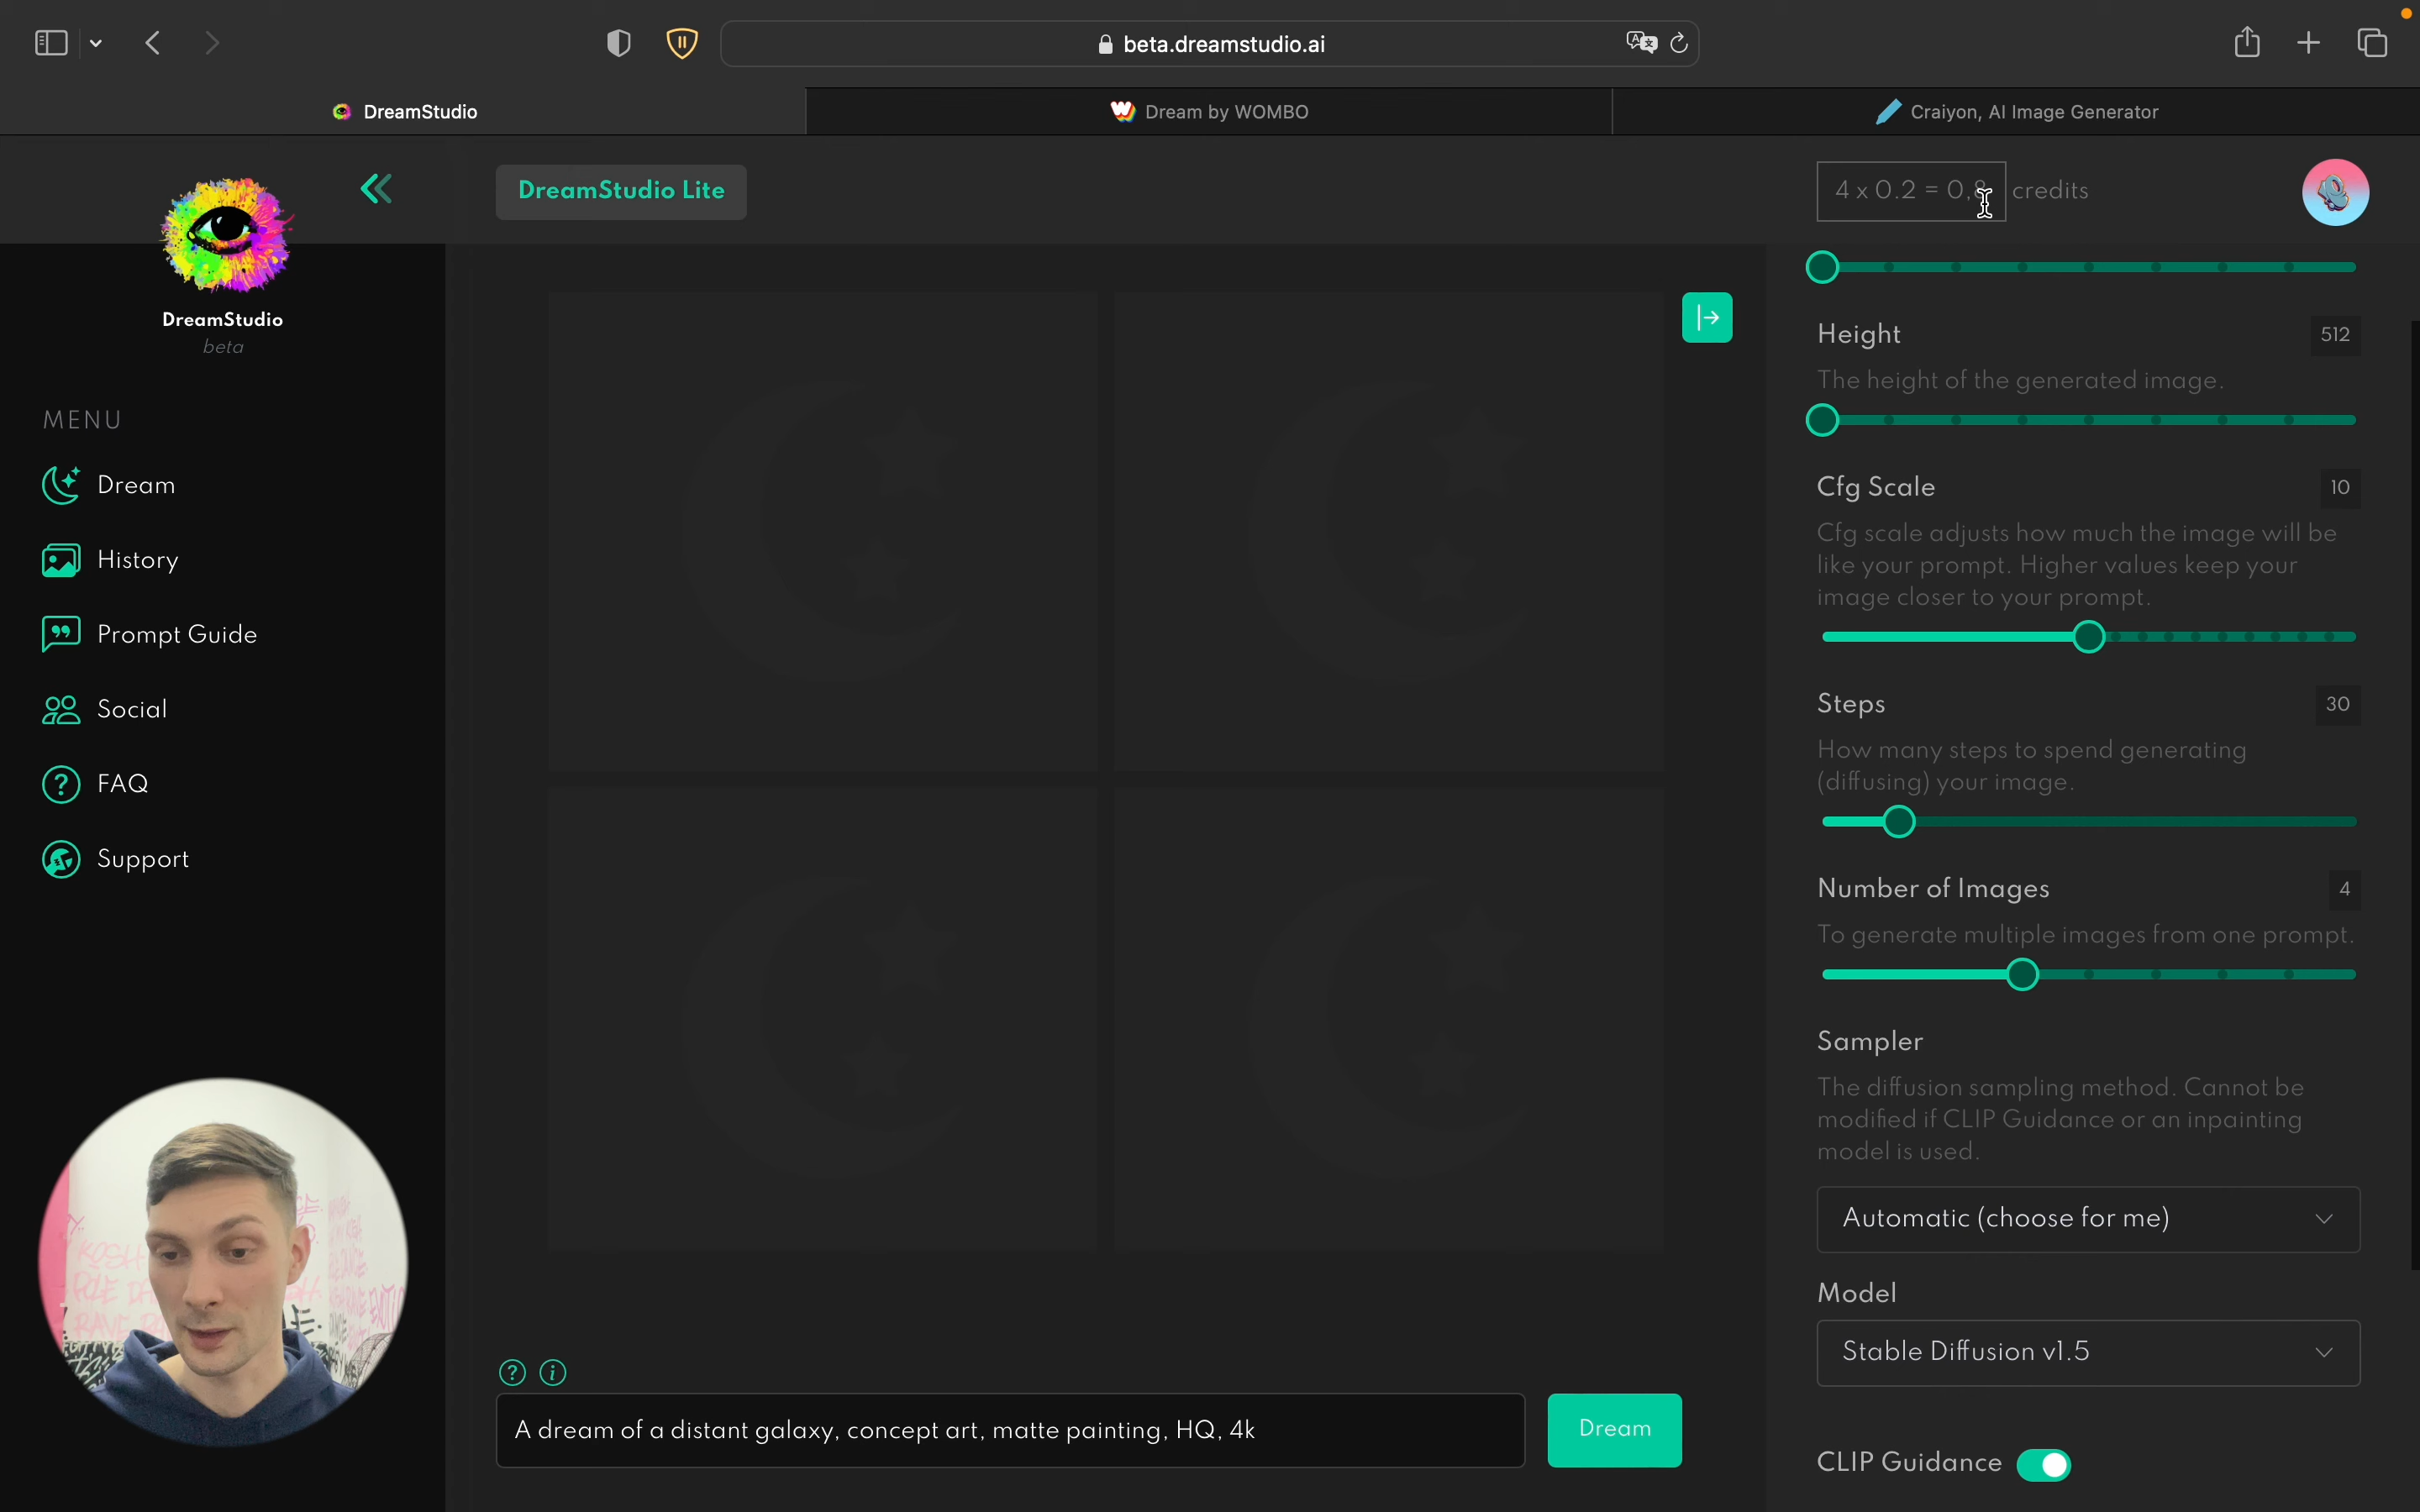 beta.dreamstudio.ai
DreamStudio
Dream by WOMBO
Craiyon, AI Image Generator
DreamStudio
beta
MENU
Dream
History
Prompt Guide
Social
FAQ
Support
DreamStudio Lite
4 x 0.2 = 0,8 credits
Height
512
The height of the generated image.
Cfg Scale
10
Cfg scale adjusts how much the image will be
like your prompt. Higher values keep your
image closer to your prompt.
Steps
30
How many steps to spend generating
(diffusing) your image.
Number of Images
4
To generate multiple images from one prompt.
Sampler
The diffusion sampling method. Cannot be
modified if CLIP Guidance or an inpainting
model is used.
Automatic (choose for me)
Model
Stable Diffusion v1.5
CLIP Guidance
A dream of a distant galaxy, concept art, matte painting, HQ, 4k
Dream